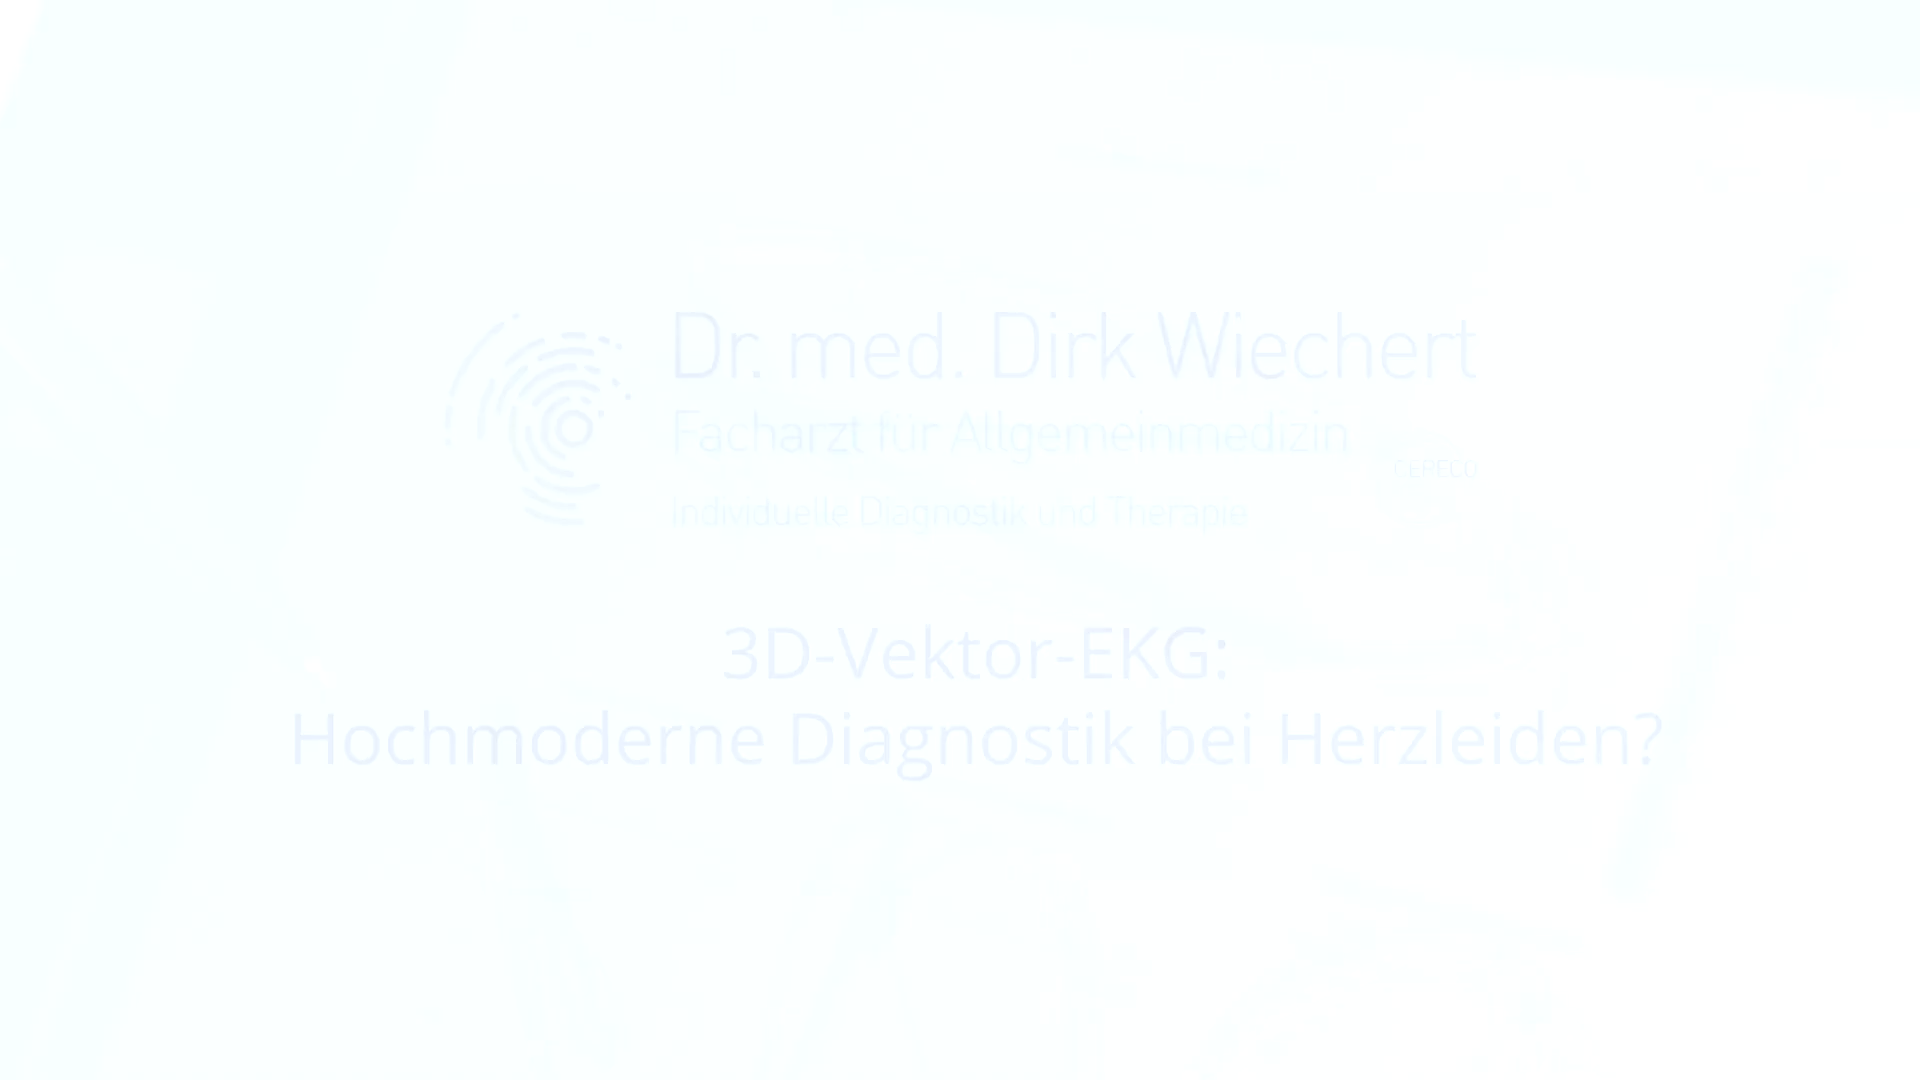 Dr. med. Dirk Wiechert
Facharzt für Allgemeinmedizin
Individuelle Diagnostik und Therapie
3D-Vektor-EKG:
Hochmoderne Diagnostik bei Herzleiden?